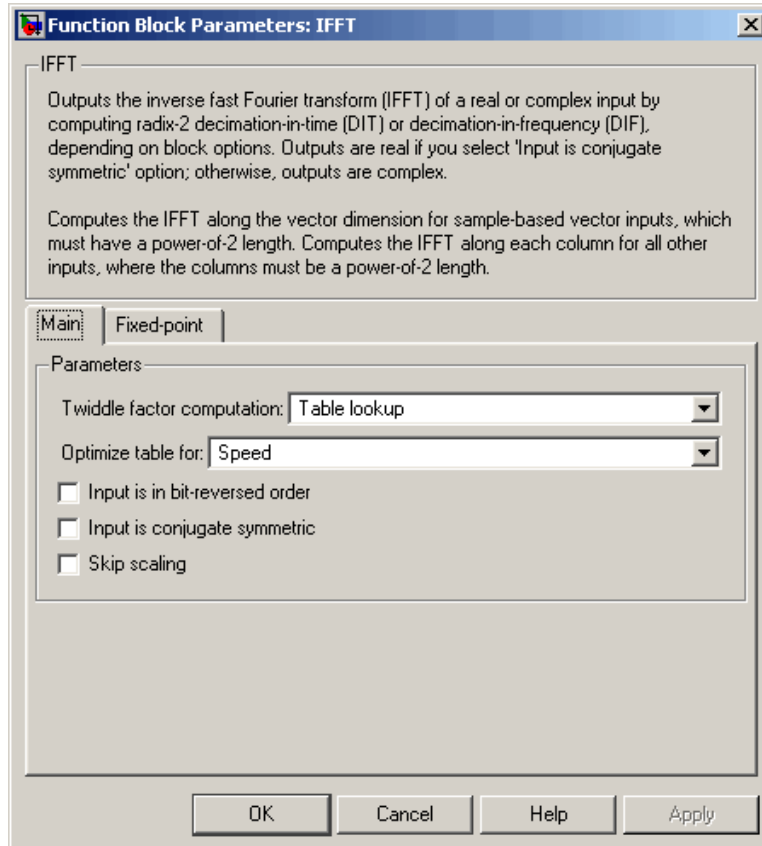 Function Block Parameters: IFFT
IFFT
Outputs the inverse fast Fourier transform (IFFT) of a real or complex input by
computing radix-2 decimation-in-time (DIT) or decimation-in-frequency (DIF),
depending on block options. Outputs are real if you select 'Input is conjugate
symmetric' option; otherwise, outputs are complex.
Computes the IFFT along the vector dimension for sample-based vector inputs, which
must have a power-of-2 length. Computes the IFFT along each column for all other
inputs, where the columns must be a power-of-2 length.
Main Fixed-point
Parameters
Twiddle factor computation: Table lookup
Optimize table for: Speed
Input is in bit-reversed order
Input is conjugate symmetric
Skip scaling
OK Cancel Help Apply